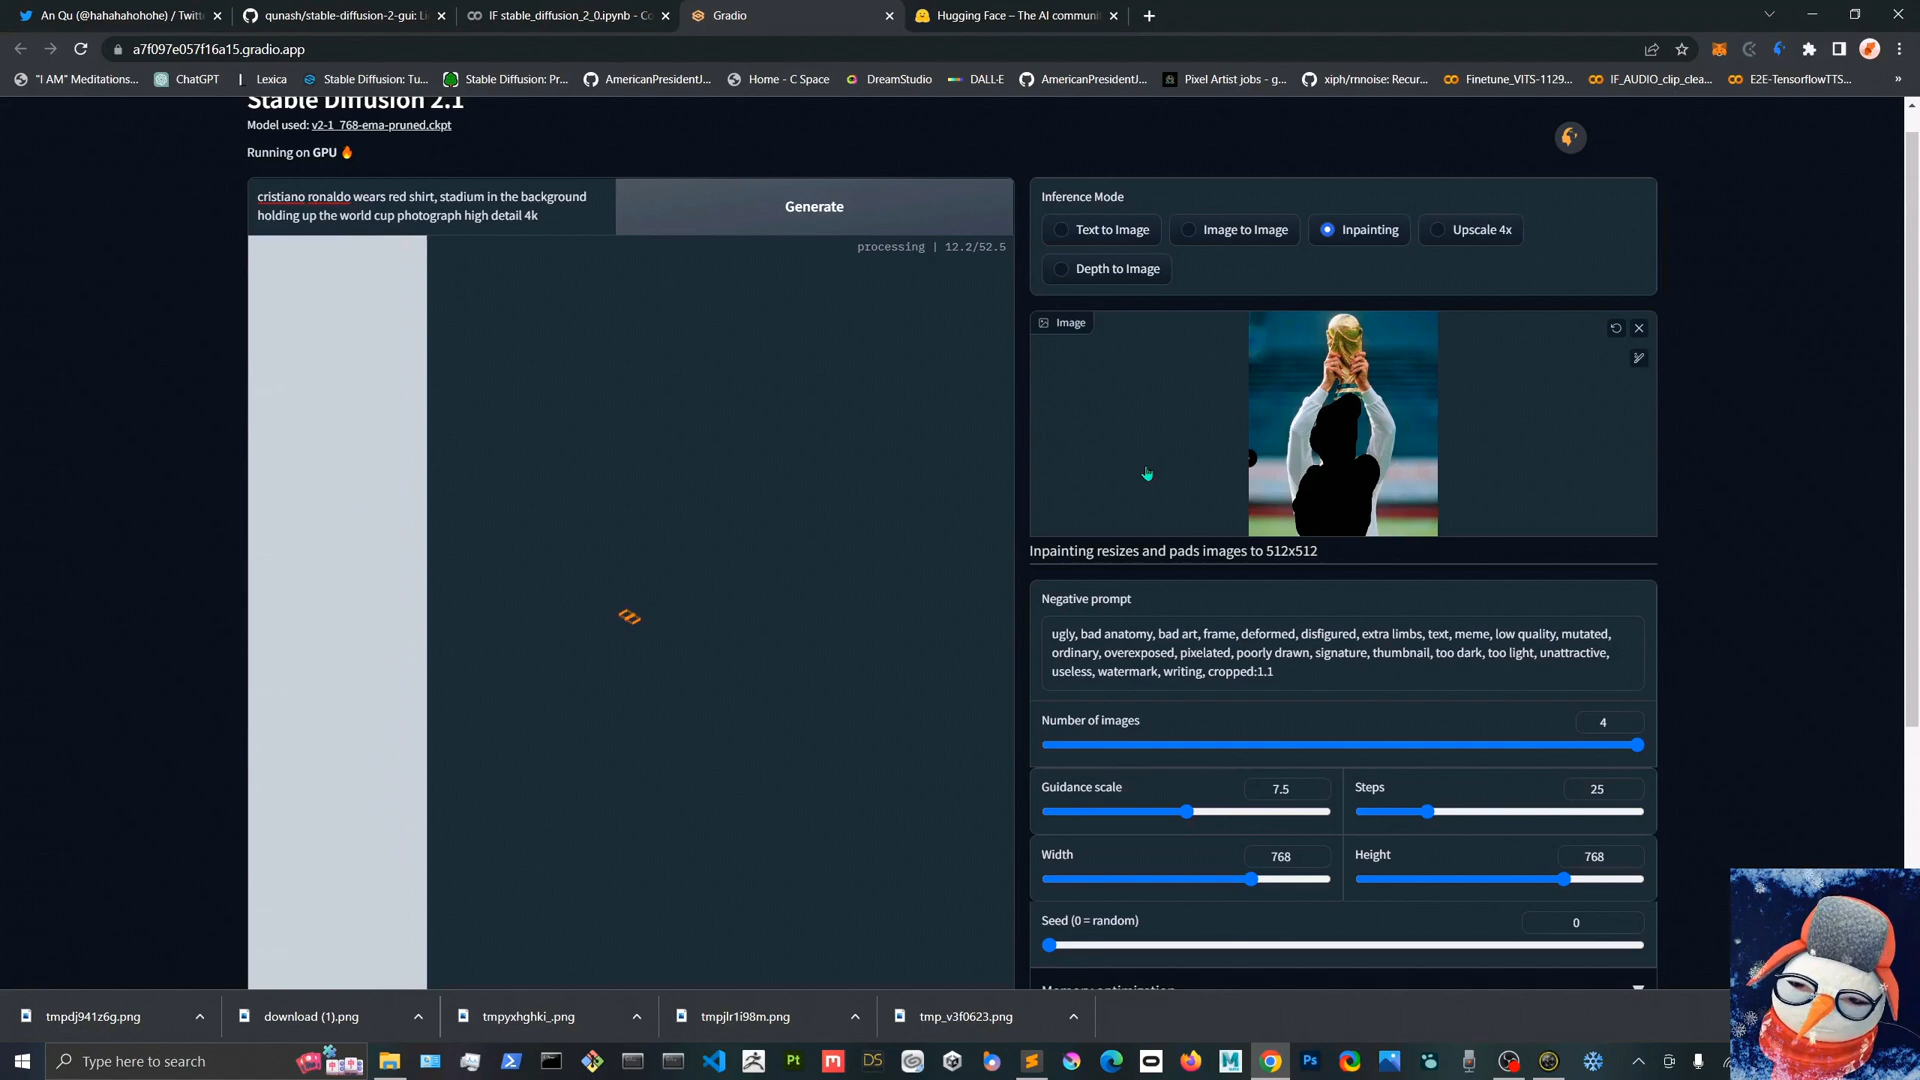 An Qu (@hahahahohohe) / Twitte
qunash/stable-diffusion-2-gui: Li
IF stable_diffusion_2_0.ipynb - Co
Gradio
Hugging Face – The AI communi
a7f097e057f16a15.gradio.app
"I AM" Meditations...
ChatGPT
Lexica
Stable Diffusion: Tu...
Stable Diffusion: Pr...
AmericanPresidentJ...
Home - C Space
DreamStudio
DALL·E
AmericanPresidentJ...
Pixel Artist jobs - g...
xiph/rnnoise: Recur...
Finetune_VITS-1129...
IF_AUDIO_clip_clea...
E2E-TensorflowTTS...
Stable Diffusion 2.1
Model used: v2-1_768-ema-pruned.ckpt
Running on GPU 🔥
cristiano ronaldo wears red shirt, stadium in the background
holding up the world cup photograph high detail 4k
Generate
processing | 12.2/52.5
Inference Mode
Text to Image
Image to Image
Inpainting
Upscale 4x
Depth to Image
Image
Inpainting resizes and pads images to 512x512
Negative prompt
ugly, bad anatomy, bad art, frame, deformed, disfigured, extra limbs, text, meme, low quality, mutated,
ordinary, overexposed, pixelated, poorly drawn, signature, thumbnail, too dark, too light, unattractive,
useless, watermark, writing, cropped:1.1
Number of images
4
Guidance scale
7.5
Steps
25
Width
768
Height
768
Seed (0 = random)
0
Memory optimization
tmpdj941z6g.png
download (1).png
tmpyxhghki_.png
tmpjlr1i98m.png
tmp_v3f0623.png
Type here to search
Pt
M
DS
M
Ps